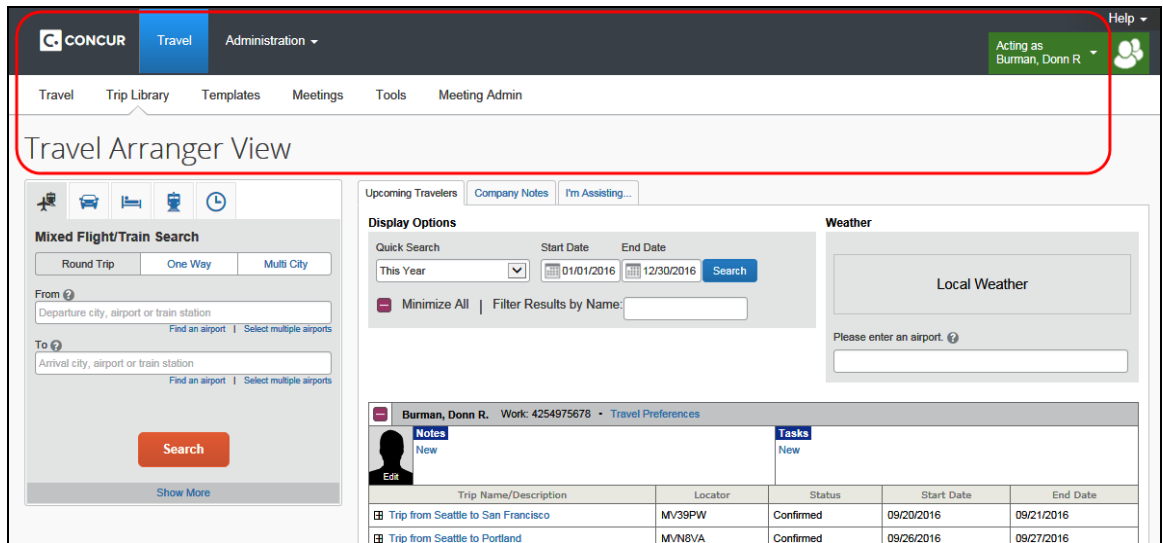 Help
C. CONCUR Travel Administration
Acting as
Burman, Donn R
Travel Trip Library Templates Meetings Tools Meeting Admin
Travel Arranger View
Mixed Flight/Train Search
Round Trip One Way Multi City
From
Departure city, airport or train station
Find an airport | Select multiple airports
To
Arrival city, airport or train station
Find an airport | Select multiple airports
Search
Show More
Upcoming Travelers Company Notes I'm Assisting...
Display Options
Quick Search Start Date End Date
This Year 01/01/2016 12/30/2016 Search
Minimize All | Filter Results by Name:
Weather
Local Weather
Please enter an airport.
Burman, Donn R. Work: 4254975678 • Travel Preferences
Edit
Notes
New
Tasks
New
Trip Name/Description Locator Status Start Date End Date
Trip from Seattle to San Francisco MV39PW Confirmed 09/20/2016 09/21/2016
Trip from Seattle to Portland MVN8VA Confirmed 09/26/2016 09/27/2016